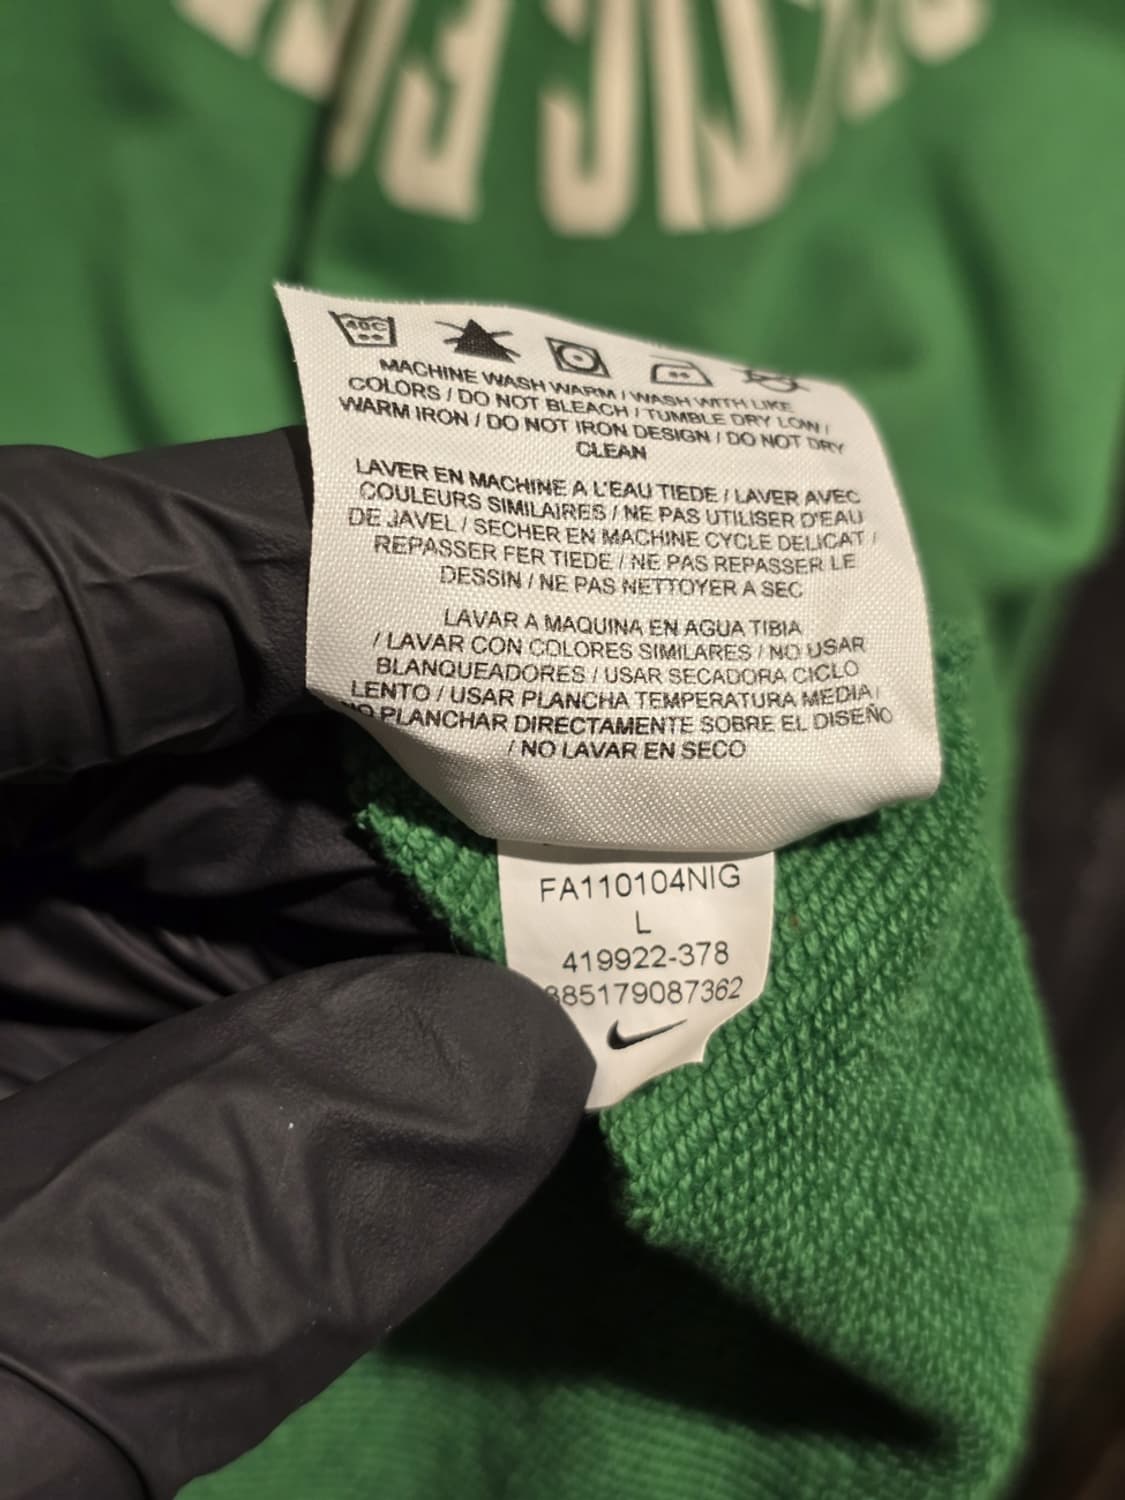 40C
MACHINE WASH WARM / WASH WITH LIKE
COLORS / DO NOT BLEACH / TUMBLE DRY LOW /
WARM IRON / DO NOT IRON DESIGN / DO NOT DRY
CLEAN
LAVER EN MACHINE A L'EAU TIEDE / LAVER AVEC
COULEURS SIMILAIRES / NE PAS UTILISER D'EAU
DE JAVEL / SECHER EN MACHINE CYCLE DELICAT /
REPASSER FER TIEDE / NE PAS REPASSER LE
DESSIN / NE PAS NETTOYER A SEC
LAVAR A MAQUINA EN AGUA TIBIA
/ LAVAR CON COLORES SIMILARES / NO USAR
BLANQUEADORES / USAR SECADORA CICLO
LENTO / USAR PLANCHA TEMPERATURA MEDIA /
NO PLANCHAR DIRECTAMENTE SOBRE EL DISEÑO
/ NO LAVAR EN SECO
FA110104NIG
L
419922-378
885179087362